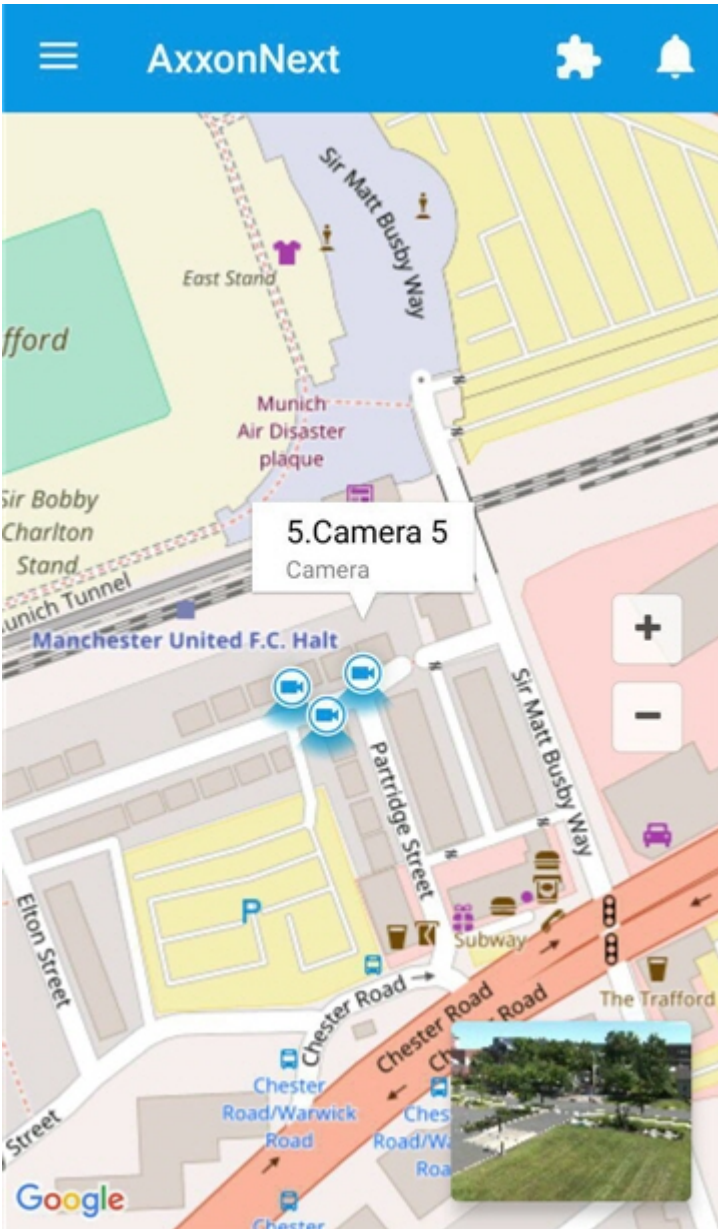 AxxonNext
Sir Matt Busby Way
East Stand
fford
Munich
Air Disaster
plaque
Sir Bobby
Charlton
Stand
unich Tunnel
5.Camera 5
Camera
Manchester United F.C. Halt
+
−
Sir Matt Busby Way
Partridge Street
Elton Street
P
Subway
Chester Road
Chester Road
Road
The Trafford
Chester
Road/Warwick
Road
Ches
Road/Wa
Roa
Street
Google
Chester